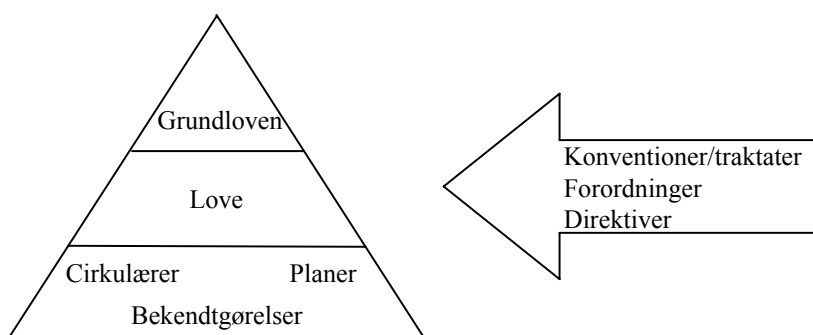 Grundloven
Love
Cirkulærer Planer
Bekendtgørelser
Konventioner/traktater
Forordninger
Direktiver